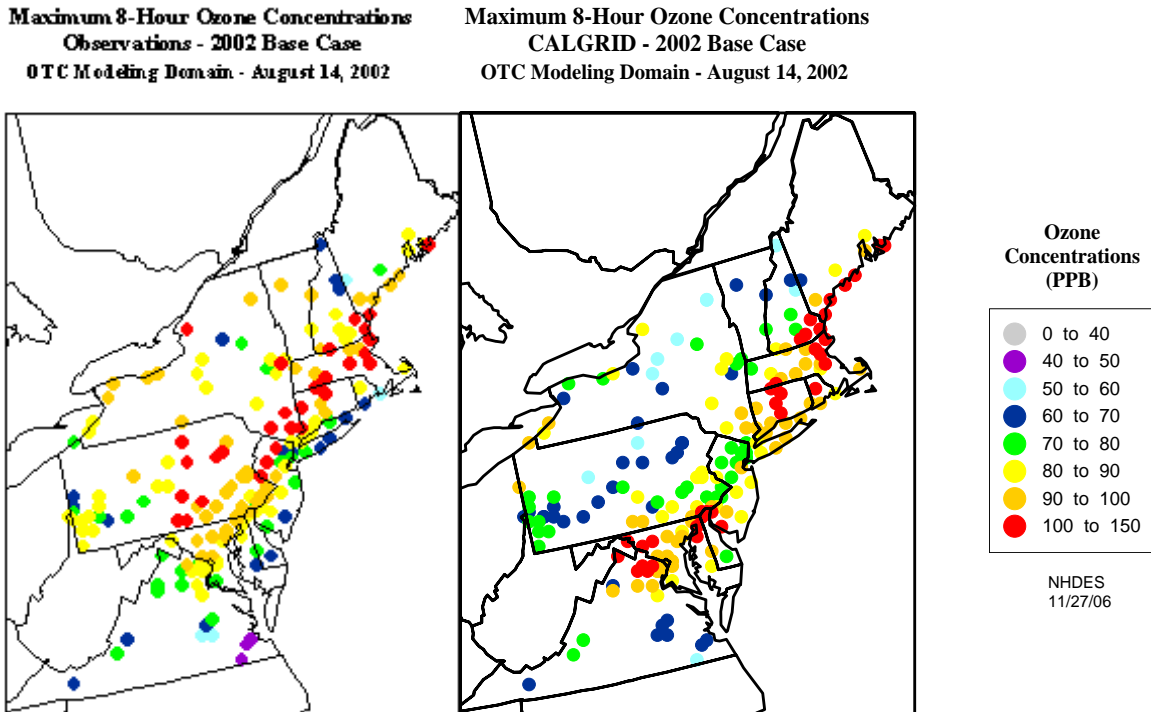 Maximum 8-Hour Ozone Concentrations
Observations - 2002 Base Case
OTC Modeling Domain - August 14, 2002
Maximum 8-Hour Ozone Concentrations
CALGRID - 2002 Base Case
OTC Modeling Domain - August 14, 2002
Ozone
Concentrations
(PPB)
0 to 40
40 to 50
50 to 60
60 to 70
70 to 80
80 to 90
90 to 100
100 to 150
NHDES
11/27/06